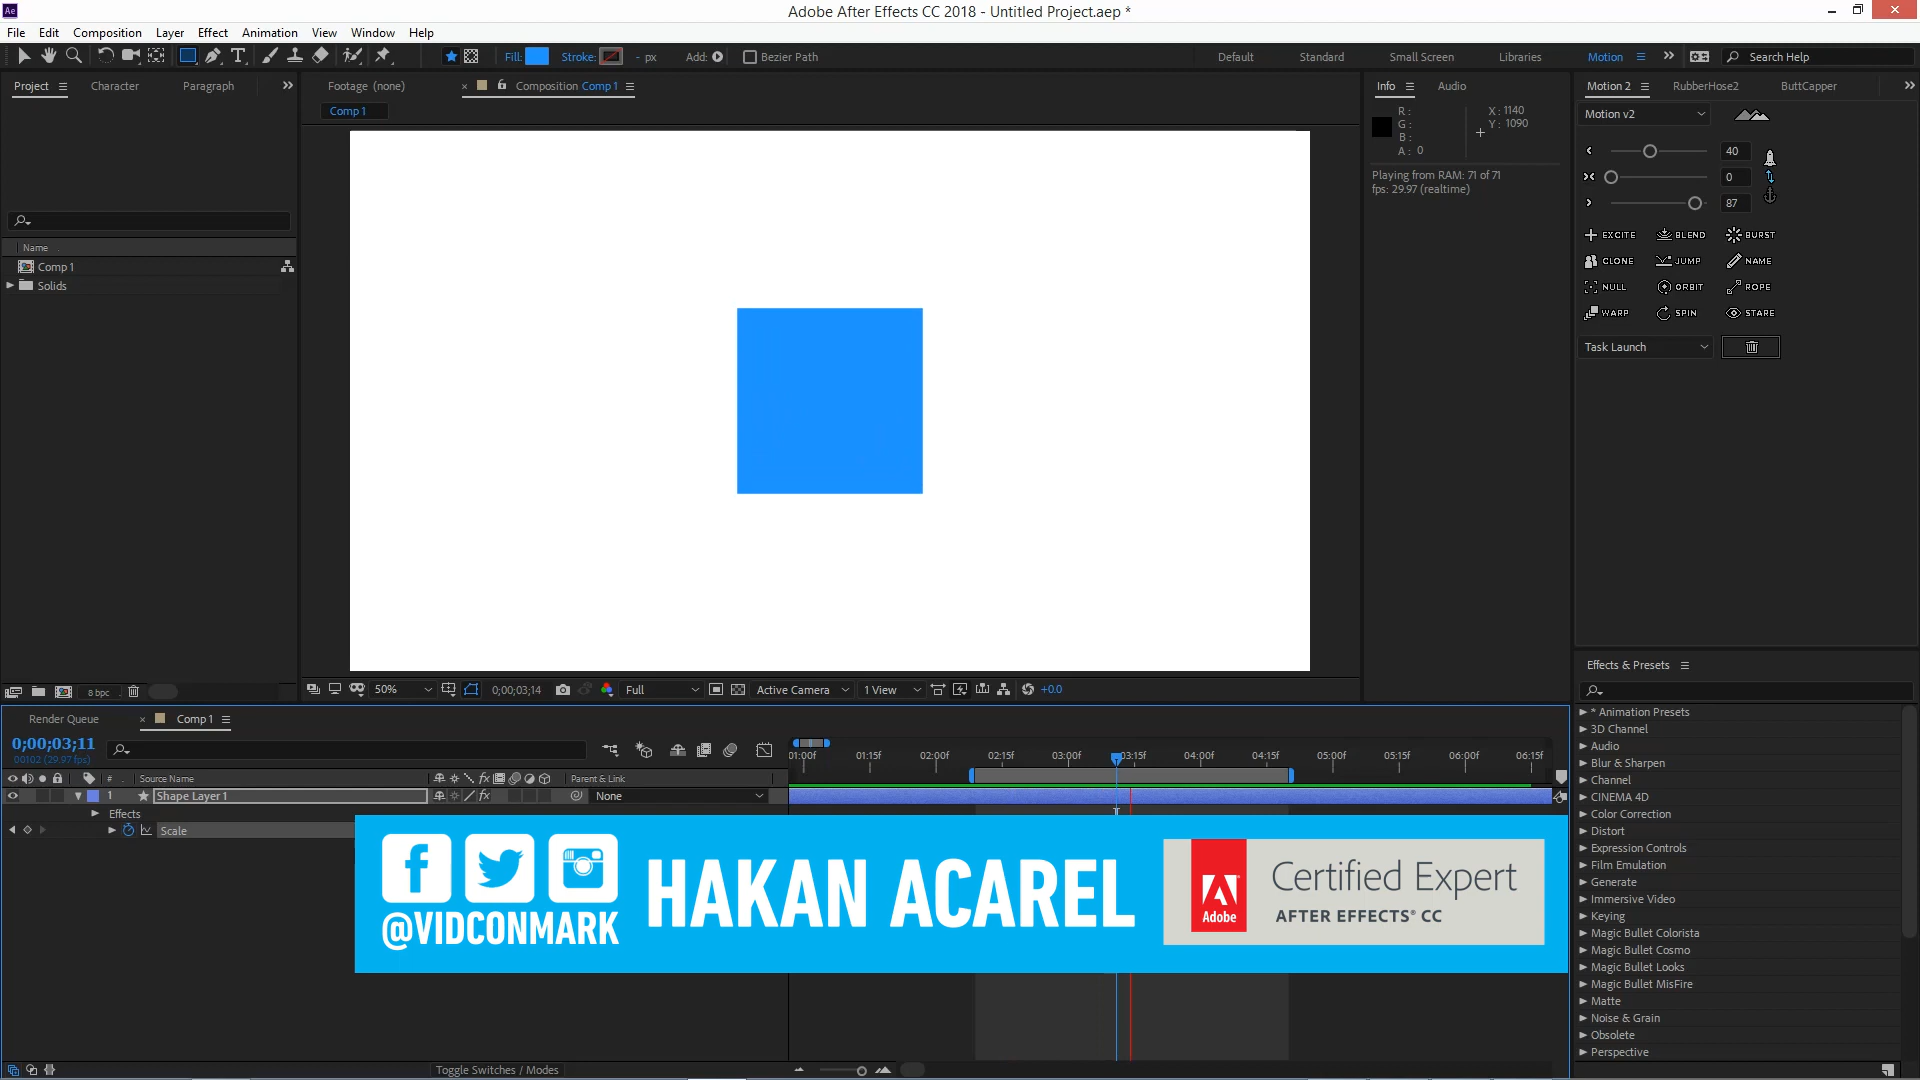 Adobe After Effects CC 2018 - Untitled Project.aep *
File Edit Composition Layer Effect Animation View Window Help
Fill: Stroke: - px Add: Bezier Path Default Standard Small Screen Libraries Motion Search Help
Project Character Paragraph
Footage (none) Composition Comp 1
Comp 1
Info Audio
R :
G :
B :
A : 0
X : 1140
Y : 1090
Playing from RAM: 71 of 71
fps: 29.97 (realtime)
Motion 2 RubberHose2 ButtCapper
Motion v2
40
0
87
EXCITE BLEND BURST
CLONE JUMP NAME
NULL ORBIT ROPE
WARP SPIN STARE
Task Launch
Name
Comp 1
Solids
8 bpc
50% 0;00;03;14 Full Active Camera 1 View +0.0
Effects & Presets
* Animation Presets
3D Channel
Audio
Blur & Sharpen
Channel
CINEMA 4D
Color Correction
Distort
Expression Controls
Film Emulation
Generate
Immersive Video
Keying
Magic Bullet Colorista
Magic Bullet Cosmo
Magic Bullet Looks
Magic Bullet MisFire
Matte
Noise & Grain
Obsolete
Perspective
Render Queue Comp 1
0;00;03;11
00102 (29.97 fps)
01:00f 01:15f 02:00f 02:15f 03:00f 03:15f 04:00f 04:15f 05:00f 05:15f 06:00f 06:15f
# Source Name Parent & Link
1 Shape Layer 1 None
Effects
Scale
@VIDCONMARK
HAKAN ACAREL
Adobe
Certified Expert
AFTER EFFECTS® CC
Toggle Switches / Modes